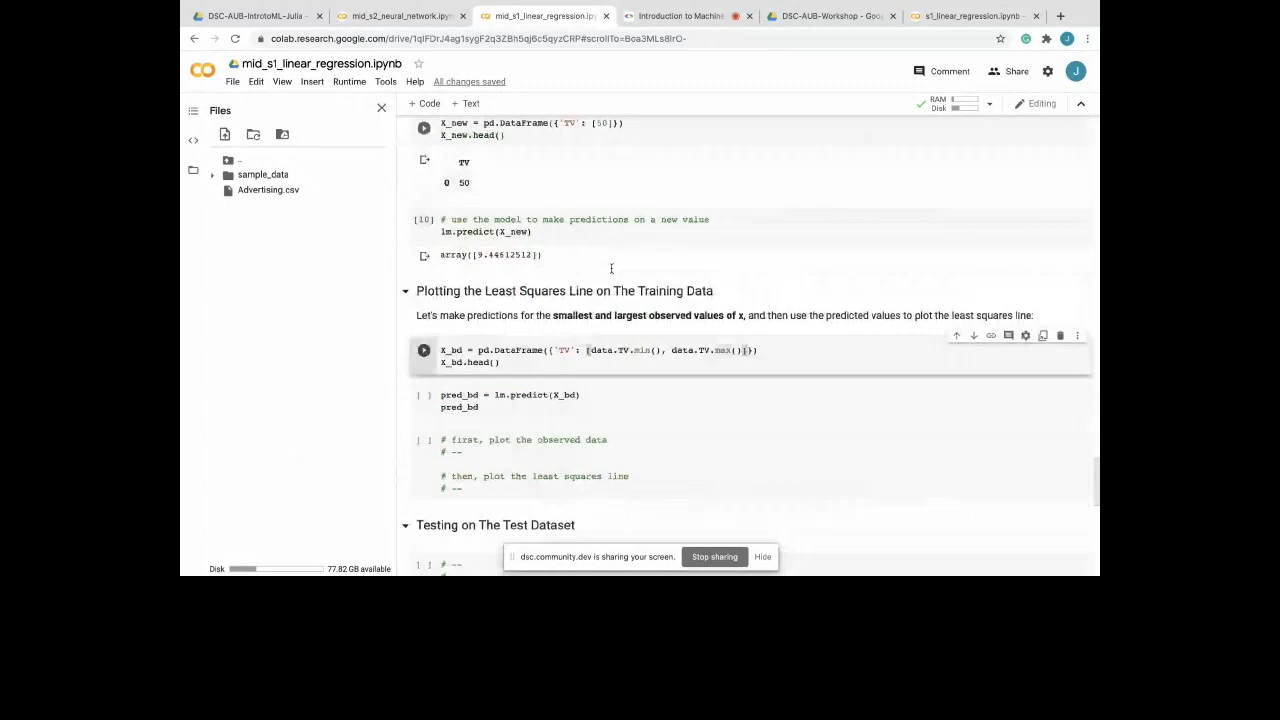 DSC-AUB-IntrotoML-Julia -
mid_s2_neural_network.ipynb
mid_s1_linear_regression.ipynb
Introduction to Machine
DSC-AUB-Workshop - Goo
s1_linear_regression.ipynb -
colab.research.google.com/drive/1qIFDrJ4ag1sygF2q3ZBh5qj6c5qyzCRP#scrollTo=Boa3MLs8lrO-
mid_s1_linear_regression.ipynb
File Edit View Insert Runtime Tools Help All changes saved
Comment Share J
Files
+ Code + Text
RAM
Disk
Editing
..
sample_data
Advertising.csv
X_new = pd.DataFrame({'TV': [50]})
X_new.head()
TV
0 50
[10] # use the model to make predictions on a new value
lm.predict(X_new)
array([9.44612512])
Plotting the Least Squares Line on The Training Data
Let's make predictions for the smallest and largest observed values of x, and then use the predicted values to plot the least squares line:
X_bd = pd.DataFrame({'TV': [data.TV.min(), data.TV.max()]})
X_bd.head()
[ ] pred_bd = lm.predict(X_bd)
pred_bd
[ ] # first, plot the observed data
# --
# then, plot the least squares line
# --
Testing on The Test Dataset
[ ] # --
dsc.community.dev is sharing your screen. Stop sharing Hide
Disk 77.82 GB available